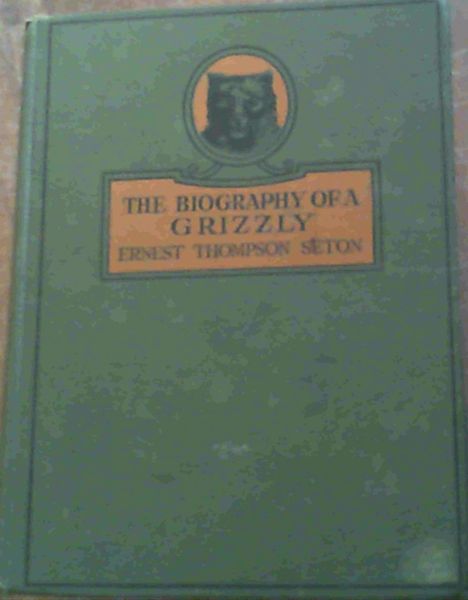 THE BIOGRAPHY OF A
GRIZZLY
ERNEST THOMPSON SETON